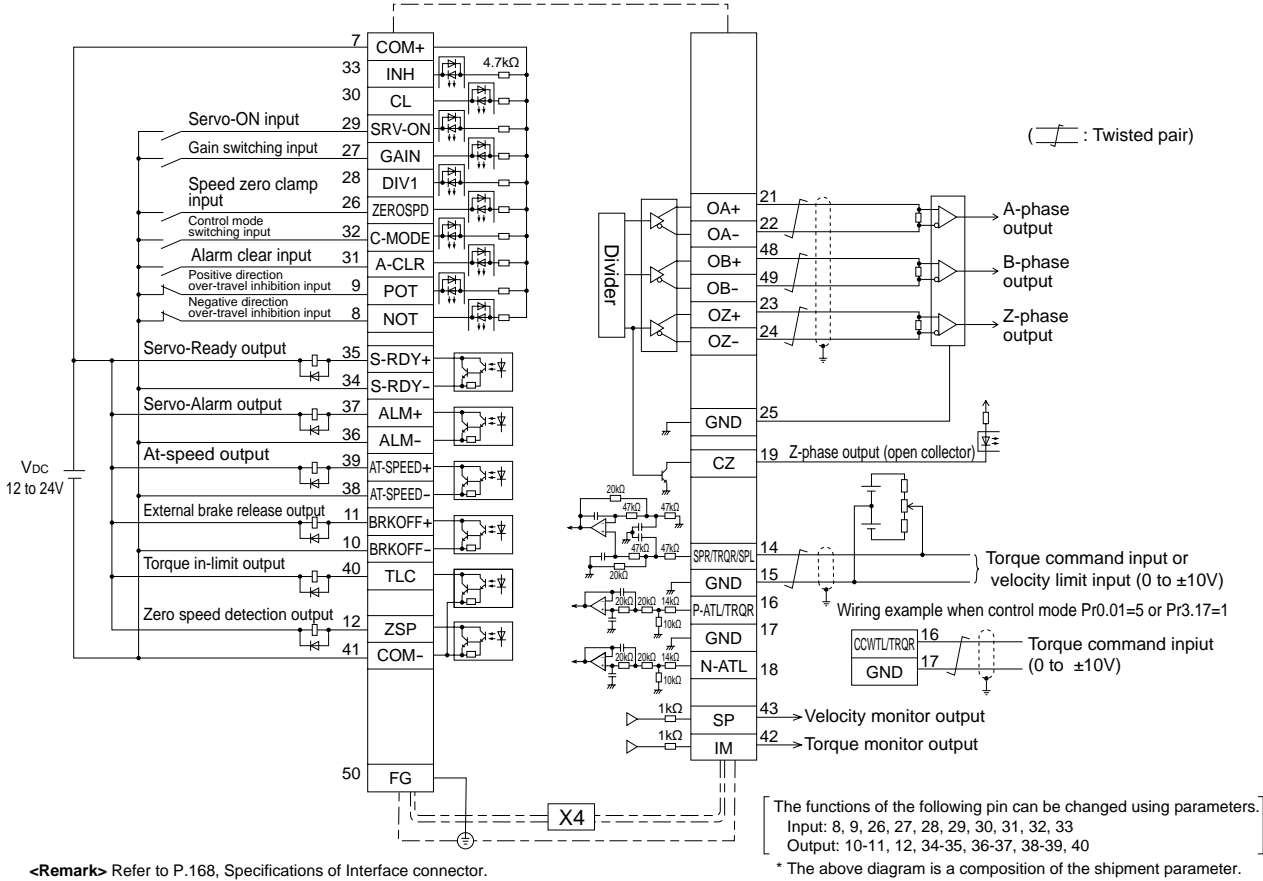 7 COM+
33 INH 4.7kΩ
30 CL
Servo-ON input 29 SRV-ON
Gain switching input 27 GAIN
28 DIV1
Speed zero clamp
input 26 ZEROSPD
Control mode
switching input 32 C-MODE
Alarm clear input 31 A-CLR
Positive direction
over-travel inhibition input 9 POT
Negative direction
over-travel inhibition input 8 NOT
Servo-Ready output 35 S-RDY+
34 S-RDY−
Servo-Alarm output 37 ALM+
36 ALM−
At-speed output 39 AT-SPEED+
38 AT-SPEED−
External brake release output 11 BRKOFF+
10 BRKOFF−
Torque in-limit output 40 TLC
Zero speed detection output 12 ZSP
41 COM−
VDC
12 to 24V
50 FG
X4
( : Twisted pair)
Divider
OA+ 21
OA− 22
A-phase
output
OB+ 48
OB− 49
B-phase
output
OZ+ 23
OZ− 24
Z-phase
output
GND 25
CZ 19 Z-phase output (open collector)
20kΩ
47kΩ 47kΩ
47kΩ 47kΩ
20kΩ
SPR/TRQR/SPL 14
GND 15
Torque command input or
velocity limit input (0 to ±10V)
20kΩ 20kΩ 14kΩ
10kΩ
P-ATL/TRQR 16
GND 17
20kΩ 20kΩ 14kΩ
10kΩ
N-ATL 18
Wiring example when control mode Pr0.01=5 or Pr3.17=1
CCWTL/TRQR 16
GND 17
Torque command inpiut
(0 to ±10V)
1kΩ SP 43 Velocity monitor output
1kΩ IM 42 Torque monitor output
The functions of the following pin can be changed using parameters.
Input: 8, 9, 26, 27, 28, 29, 30, 31, 32, 33
Output: 10-11, 12, 34-35, 36-37, 38-39, 40
* The above diagram is a composition of the shipment parameter.
<Remark> Refer to P.168, Specifications of Interface connector.